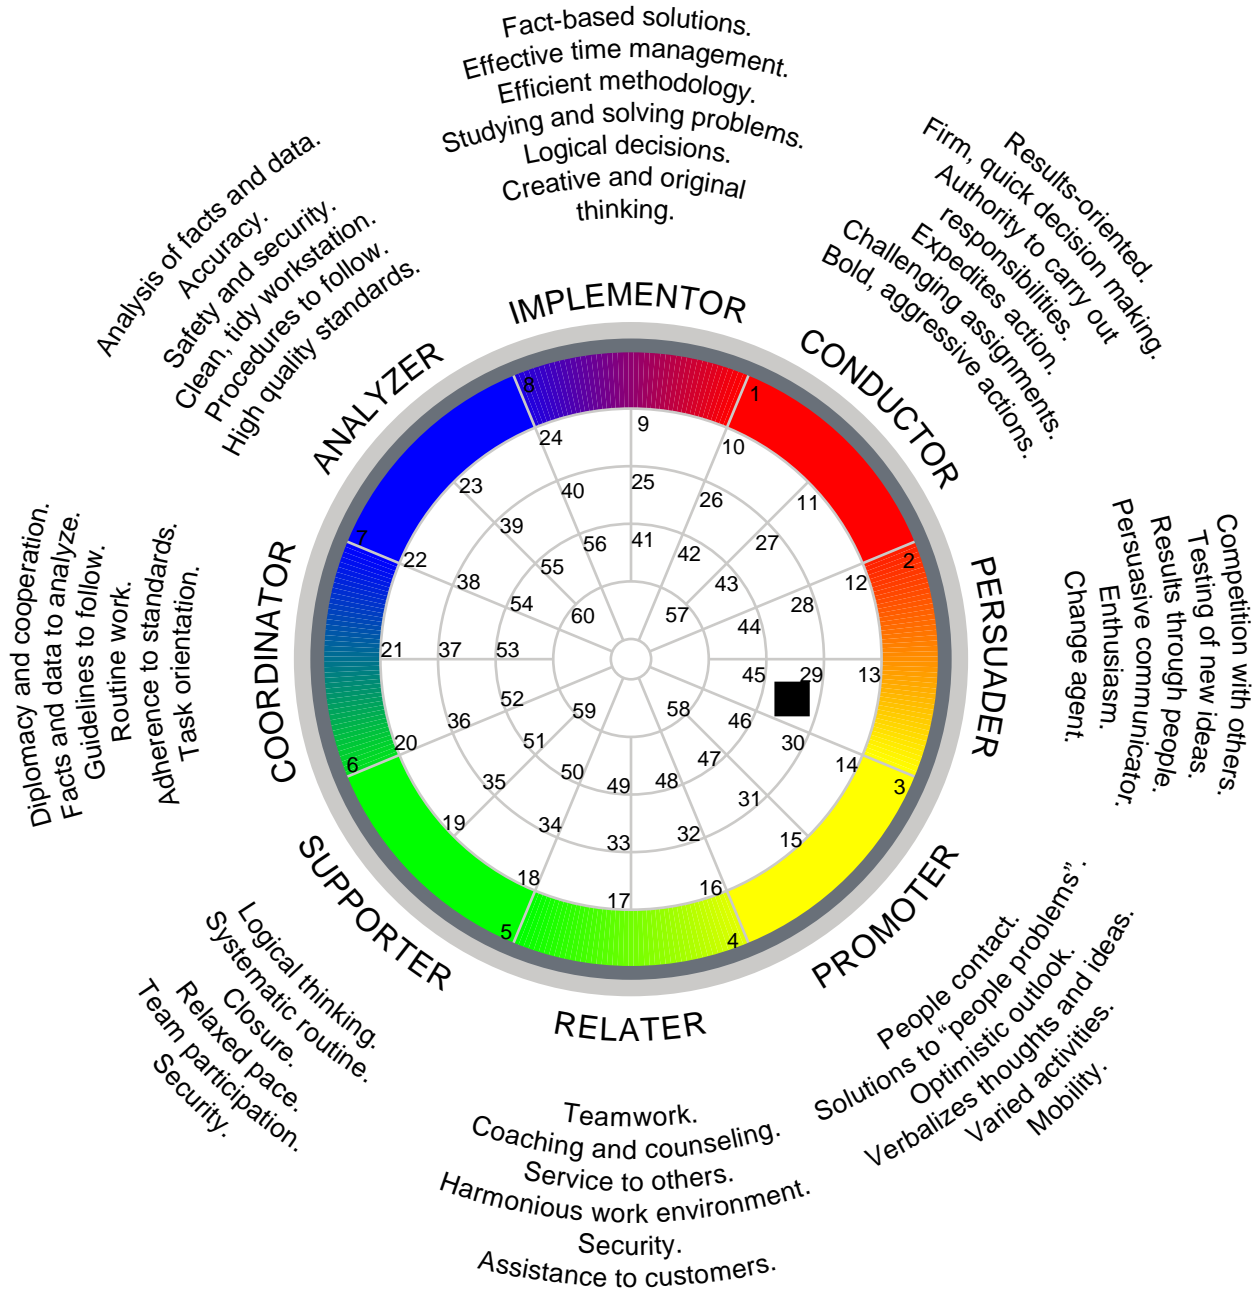 Fact-based solutions.
Effective time management.
Efficient methodology.
Studying and solving problems.
Logical decisions.
Creative and original
thinking.
Results-oriented.
Firm, quick decision making.
Authority to carry out
responsibilities.
Expedites action.
Challenging assignments.
Bold, aggressive actions.
Competition with others.
Testing of new ideas.
Results through people.
Persuasive communicator.
Enthusiasm.
Change agent.
People contact.
Solutions to “people problems”.
Optimistic outlook.
Verbalizes thoughts and ideas.
Varied activities.
Mobility.
Teamwork.
Coaching and counseling.
Service to others.
Harmonious work environment.
Security.
Assistance to customers.
Logical thinking.
Systematic routine.
Closure.
Relaxed pace.
Team participation.
Security.
Diplomacy and cooperation.
Facts and data to analyze.
Guidelines to follow.
Routine work.
Adherence to standards.
Task orientation.
Analysis of facts and data.
Accuracy.
Safety and security.
Clean, tidy workstation.
Procedures to follow.
High quality standards.
IMPLEMENTOR
CONDUCTOR
PERSUADER
PROMOTER
RELATER
SUPPORTER
COORDINATOR
ANALYZER
1
2
3
4
5
6
7
8
9
10
11
12
13
14
15
16
17
18
19
20
21
22
23
24
25
26
27
28
29
30
31
32
33
34
35
36
37
38
39
40
41
42
43
44
45
46
47
48
49
50
51
52
53
54
55
56
57
58
59
60